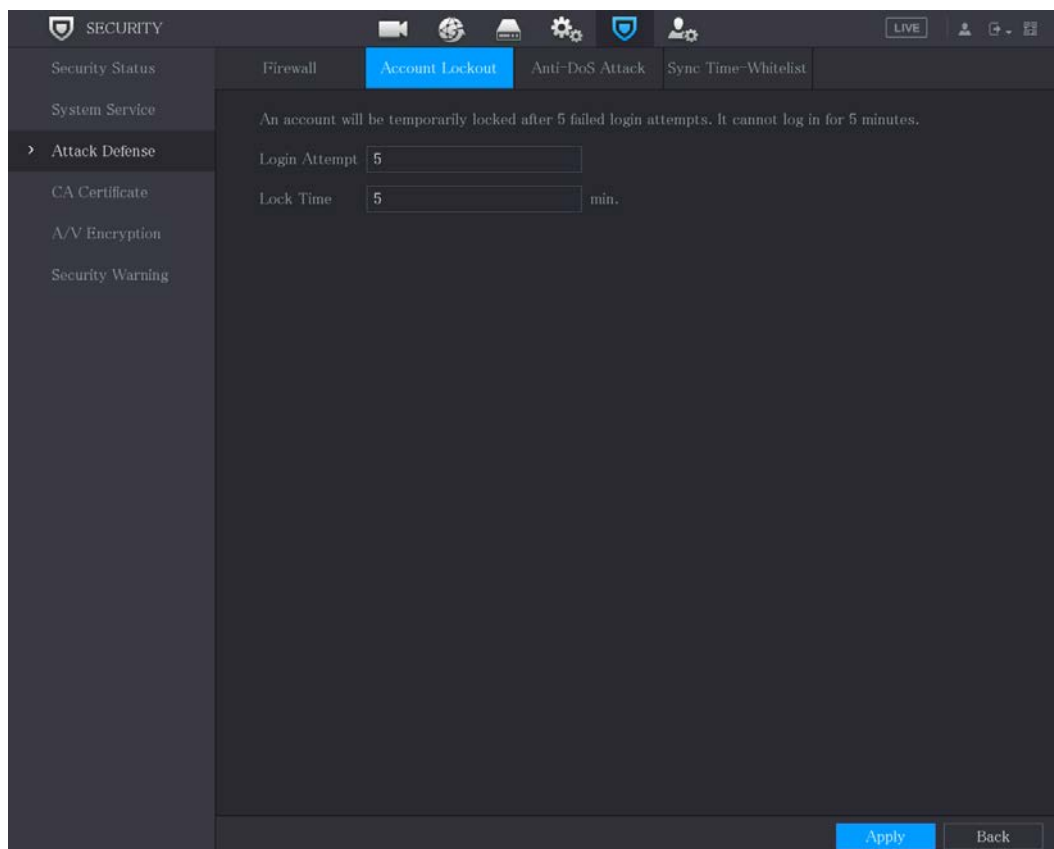 SECURITY
LIVE
Security Status
Firewall
Account Lockout
Anti-DoS Attack
Sync Time-Whitelist
System Service
An account will be temporarily locked after 5 failed login attempts. It cannot log in for 5 minutes.
Attack Defense
Login Attempt 5
CA Certificate
Lock Time 5 min.
A/V Encryption
Security Warning
Apply
Back